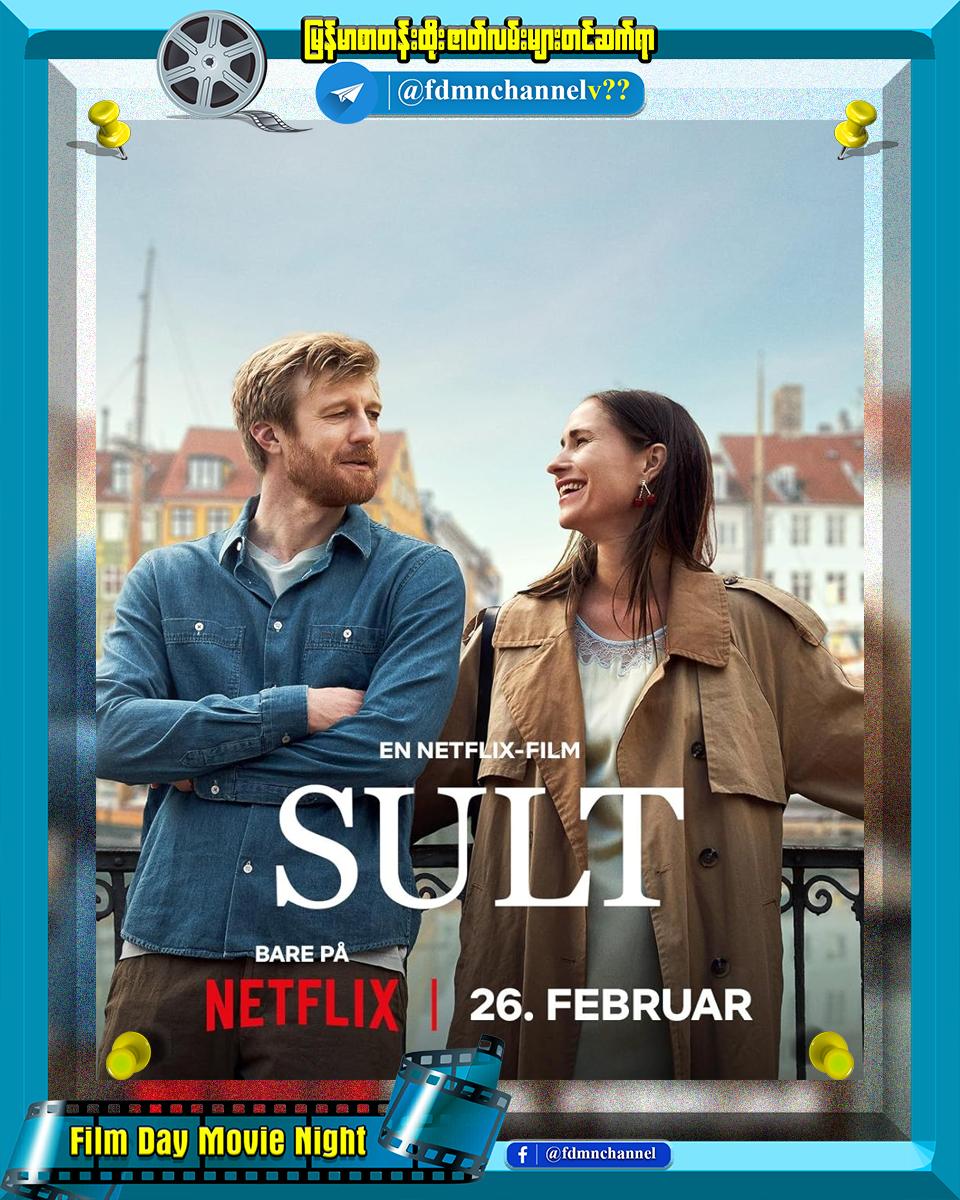 မြန်မာစာတန်းထိုးဇာတ်လမ်းများတင်ဆက်ရာ
@fdmnchannelv??
EN NETFLIX-FILM
SULT
BARE PÅ
NETFLIX | 26. FEBRUAR
Film Day Movie Night
f | @fdmnchannel